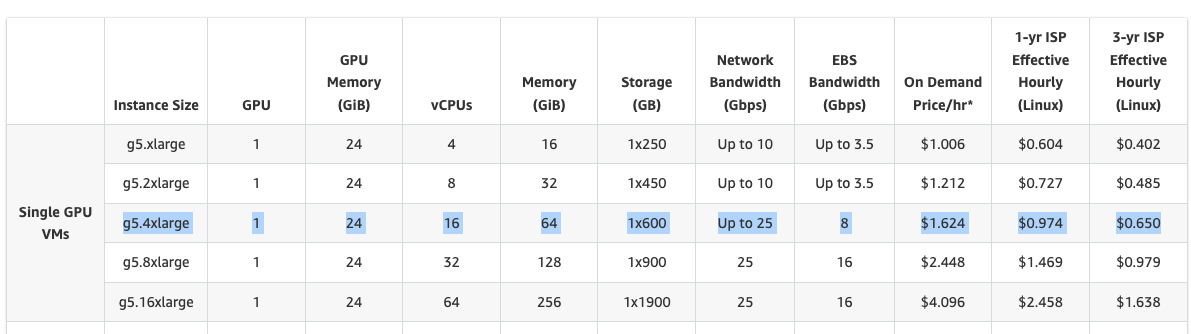 Instance Size GPU GPU Memory (GiB) vCPUs Memory (GiB) Storage (GB) Network Bandwidth (Gbps) EBS Bandwidth (Gbps) On Demand Price/hr* 1-yr ISP Effective Hourly (Linux) 3-yr ISP Effective Hourly (Linux)
Single GPU VMs
g5.xlarge 1 24 4 16 1x250 Up to 10 Up to 3.5 $1.006 $0.604 $0.402
g5.2xlarge 1 24 8 32 1x450 Up to 10 Up to 3.5 $1.212 $0.727 $0.485
g5.4xlarge 1 24 16 64 1x600 Up to 25 8 $1.624 $0.974 $0.650
g5.8xlarge 1 24 32 128 1x900 25 16 $2.448 $1.469 $0.979
g5.16xlarge 1 24 64 256 1x1900 25 16 $4.096 $2.458 $1.638